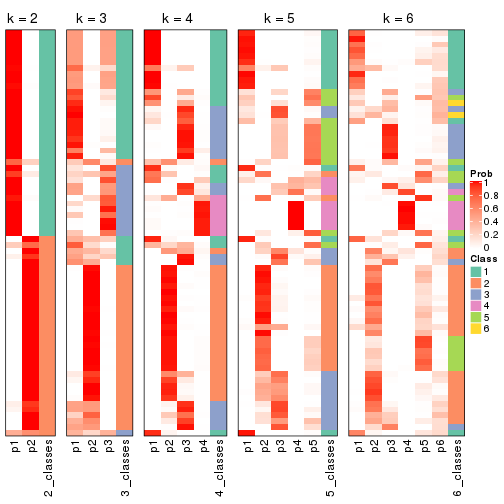 k = 2
k = 3
k = 4
k = 5
k = 6
Prob
1
0.8
0.6
0.4
0.2
0
Class
1
2
3
4
5
6
p1
p2
2_classes
p1
p2
p3
3_classes
p1
p2
p3
p4
4_classes
p1
p2
p3
p4
p5
5_classes
p1
p2
p3
p4
p5
p6
6_classes